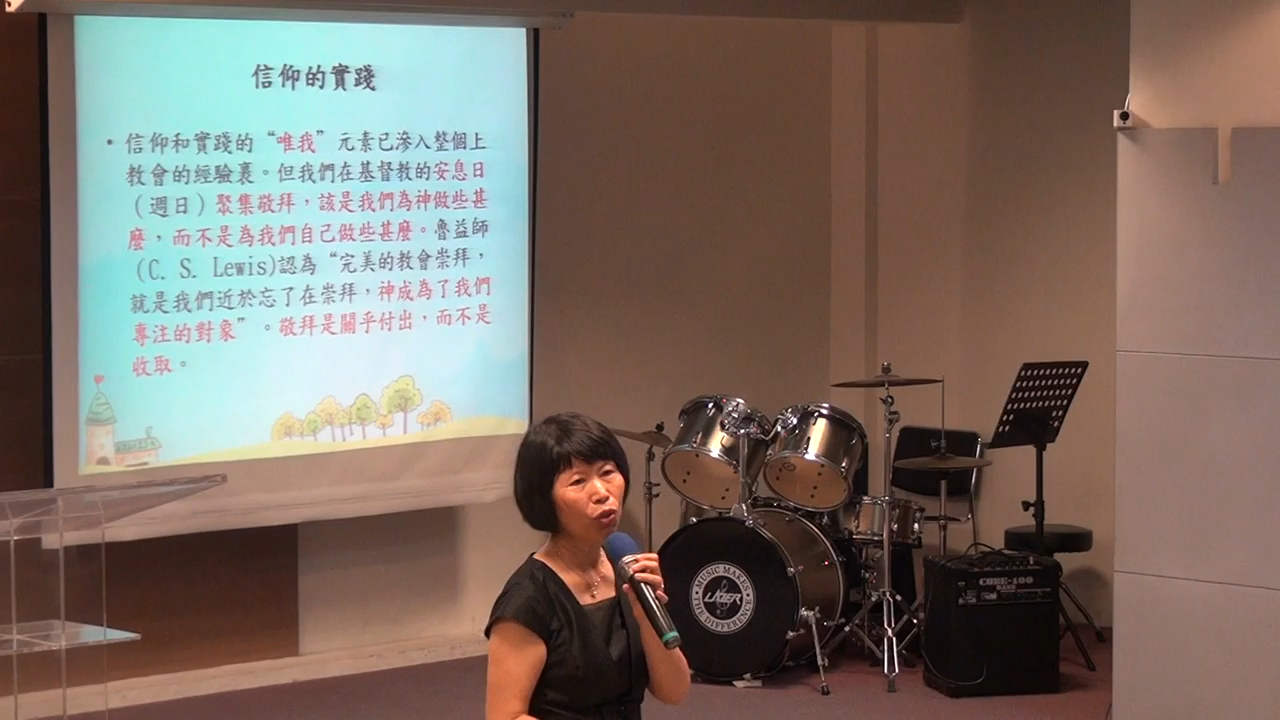 信仰的實踐
• 信仰和實踐的“唯我”元素已滲入整個上
教會的經驗裏。但我們在基督教的安息日
(週日)聚集敬拜，該是我們為神做些甚
麼，而不是為我們自己做些甚麼。魯益師
(C. S. Lewis)認為“完美的教會崇拜，
就是我們近於忘了在崇拜，神成為了我們
專注的對象”。敬拜是關乎付出，而不是
收取。
MUSIC MAKES
LAZER
THE DIFFERENCE
CUBE-100
BASS